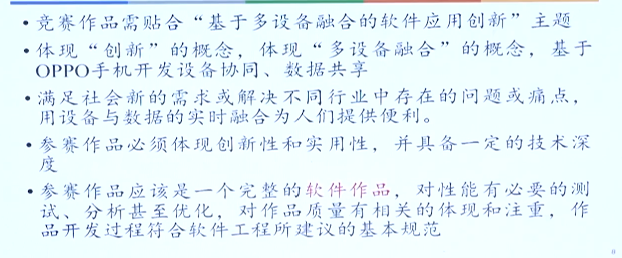 • 竞赛作品需贴合“基于多设备融合的软件应用创新”主题
• 体现“创新”的概念，体现“多设备融合”的概念，基于
OPPO手机开发设备协同、数据共享
• 满足社会新的需求或解决不同行业中存在的问题或痛点，
用设备与数据的实时融合为人们提供便利。
• 参赛作品必须体现创新性和实用性，并具备一定的技术深
度
• 参赛作品应该是一个完整的软件作品，对性能有必要的测
试、分析甚至优化，对作品质量有相关的体现和注重，作
品开发过程符合软件工程所建议的基本规范